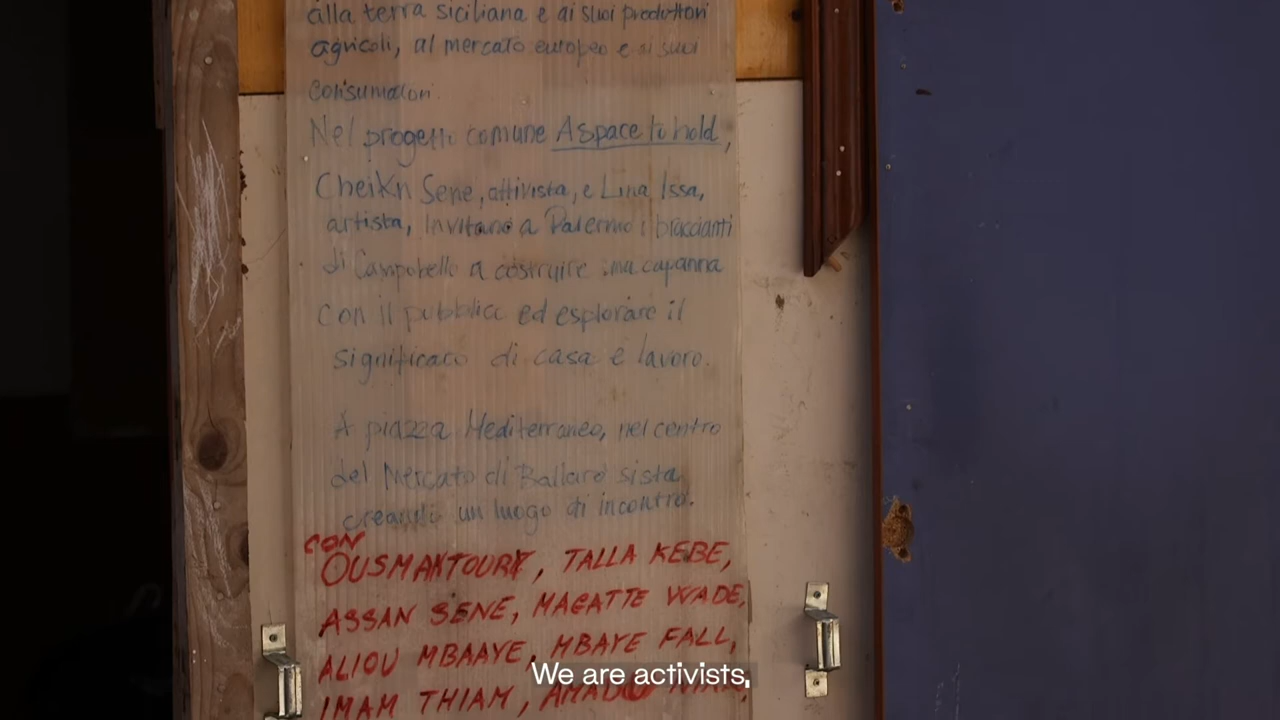 alla terra siciliana e ai suoi produttori
agricoli, al mercato europeo e ai suoi
consumatori.
Nel progetto comune A space to hold,
Cheikh Sene, attivista, e Lina Issa,
artista, invitano a Palermo i braccianti
di Campobello a costruire una capanna
con il pubblico ed esplorare il
significato di casa e lavoro.
A piazza Mediterraneo, nel centro
del Mercato di Ballarò si sta
creando un luogo di incontro.
CON
TALLA KEBE,
ASSAN SENE, MAGATTE WADE,
ALIOU MBAAYE, MBAYE FALL,
IMAM THIAM, AMADOU
We are activists,